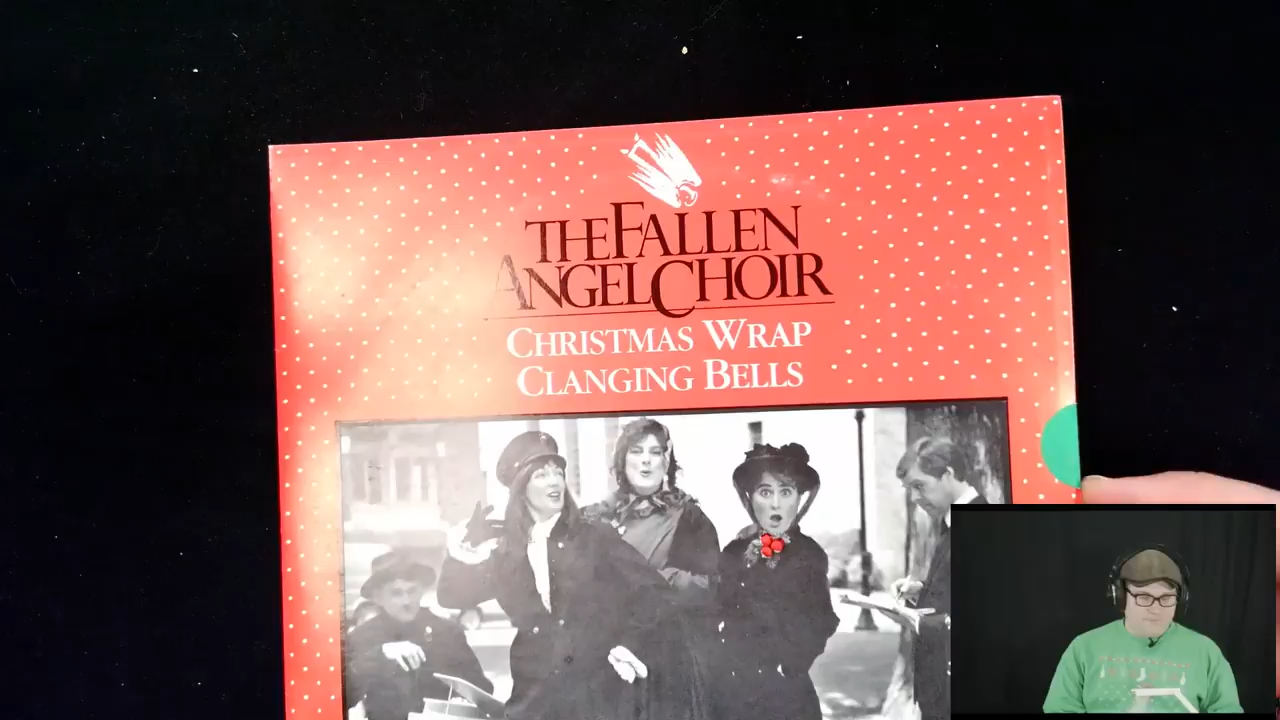 THE FALLEN
ANGEL CHOIR
CHRISTMAS WRAP
CLANGING BELLS